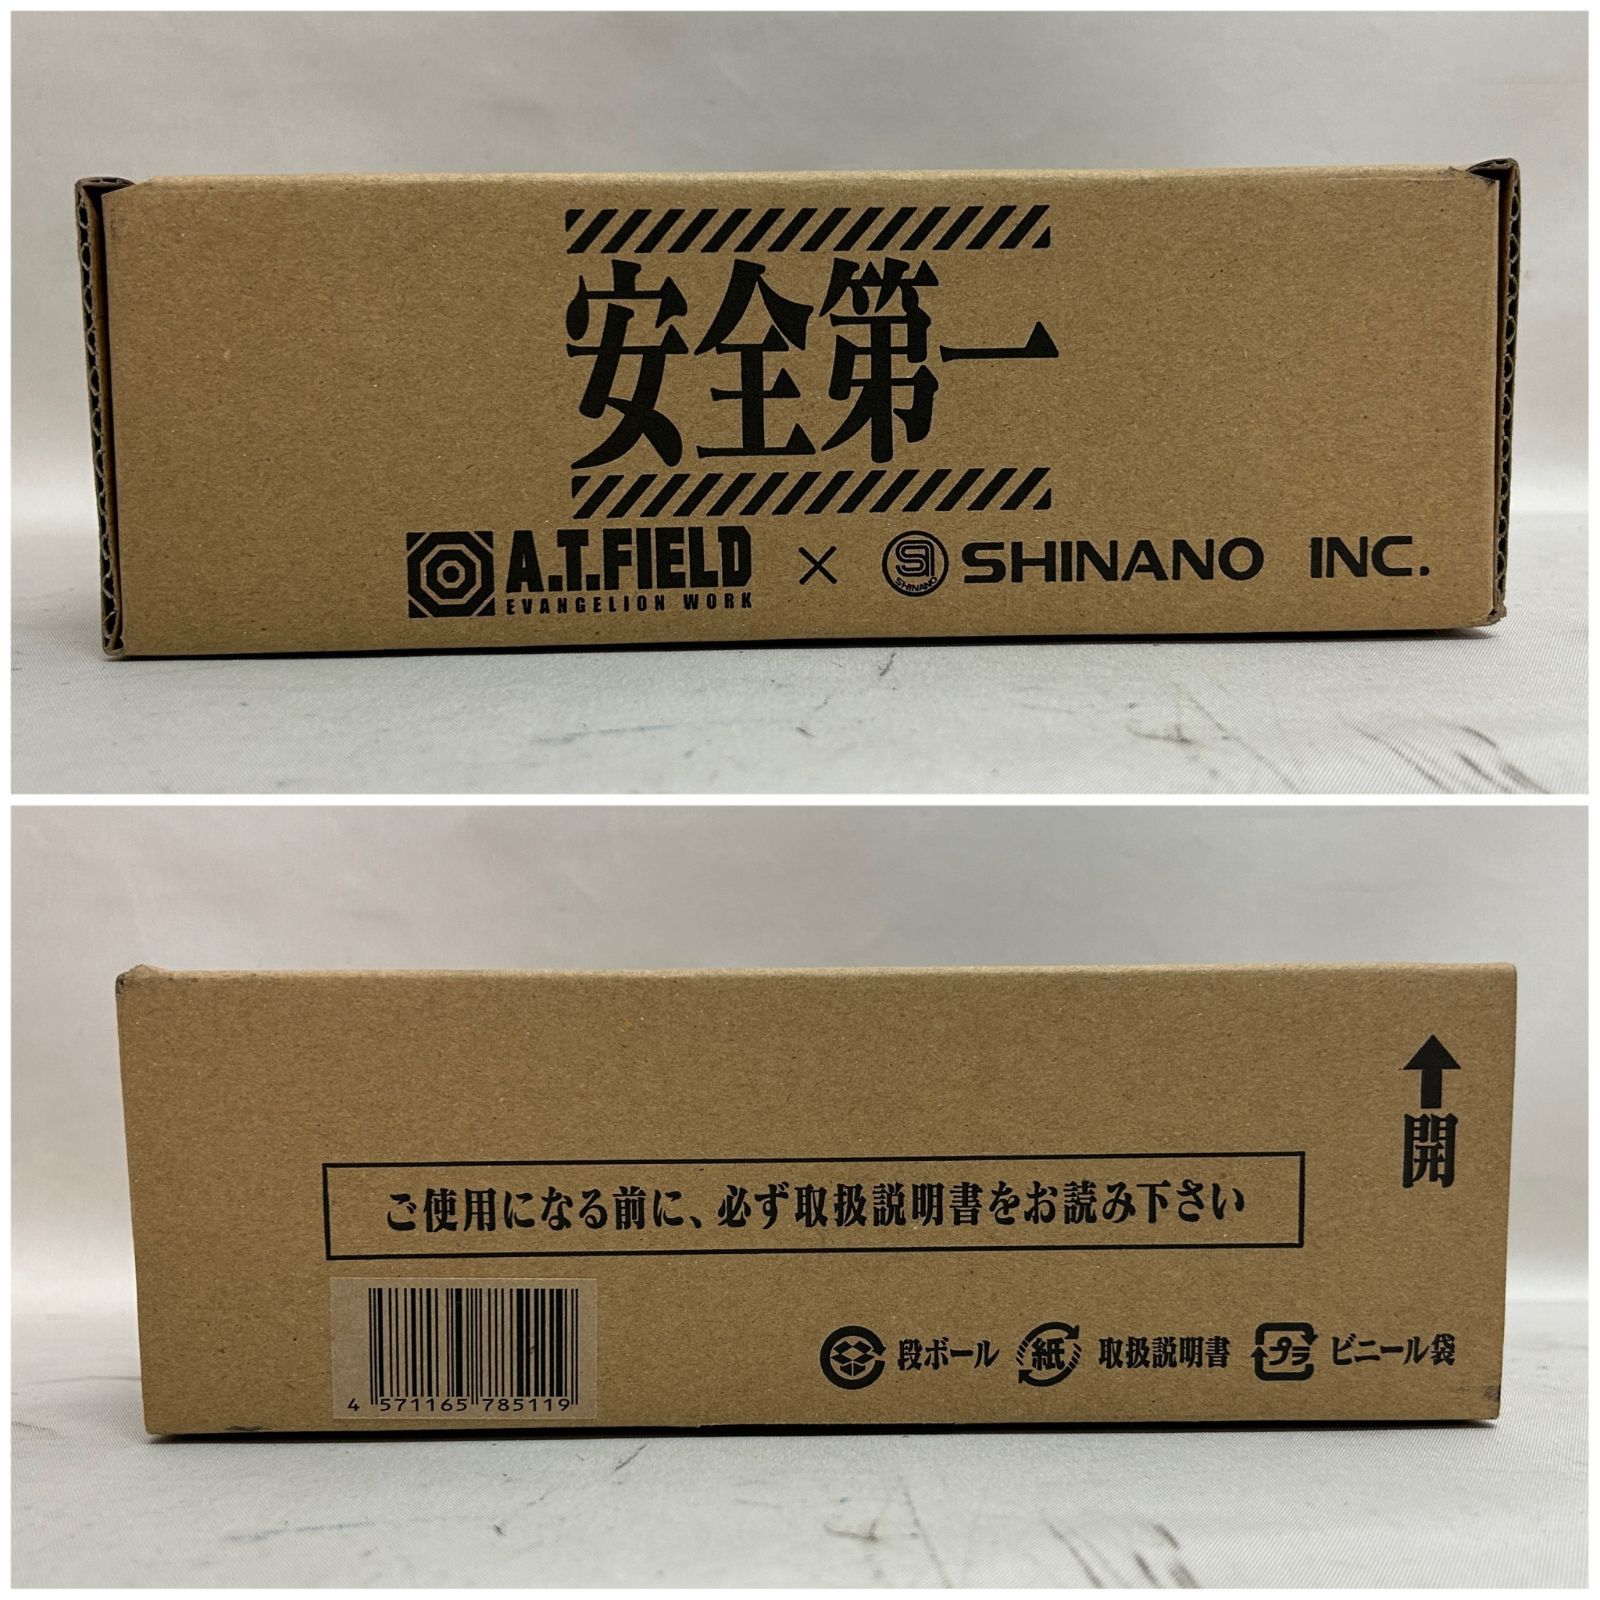 安全第一
A.T.FIELD
EVANGELION WORK
×
SHINANO
SHINANO INC.
開
ご使用になる前に、必ず取扱説明書をお読み下さい
段ボール 紙 取扱説明書 プラ ビニール袋
4 571165 785119